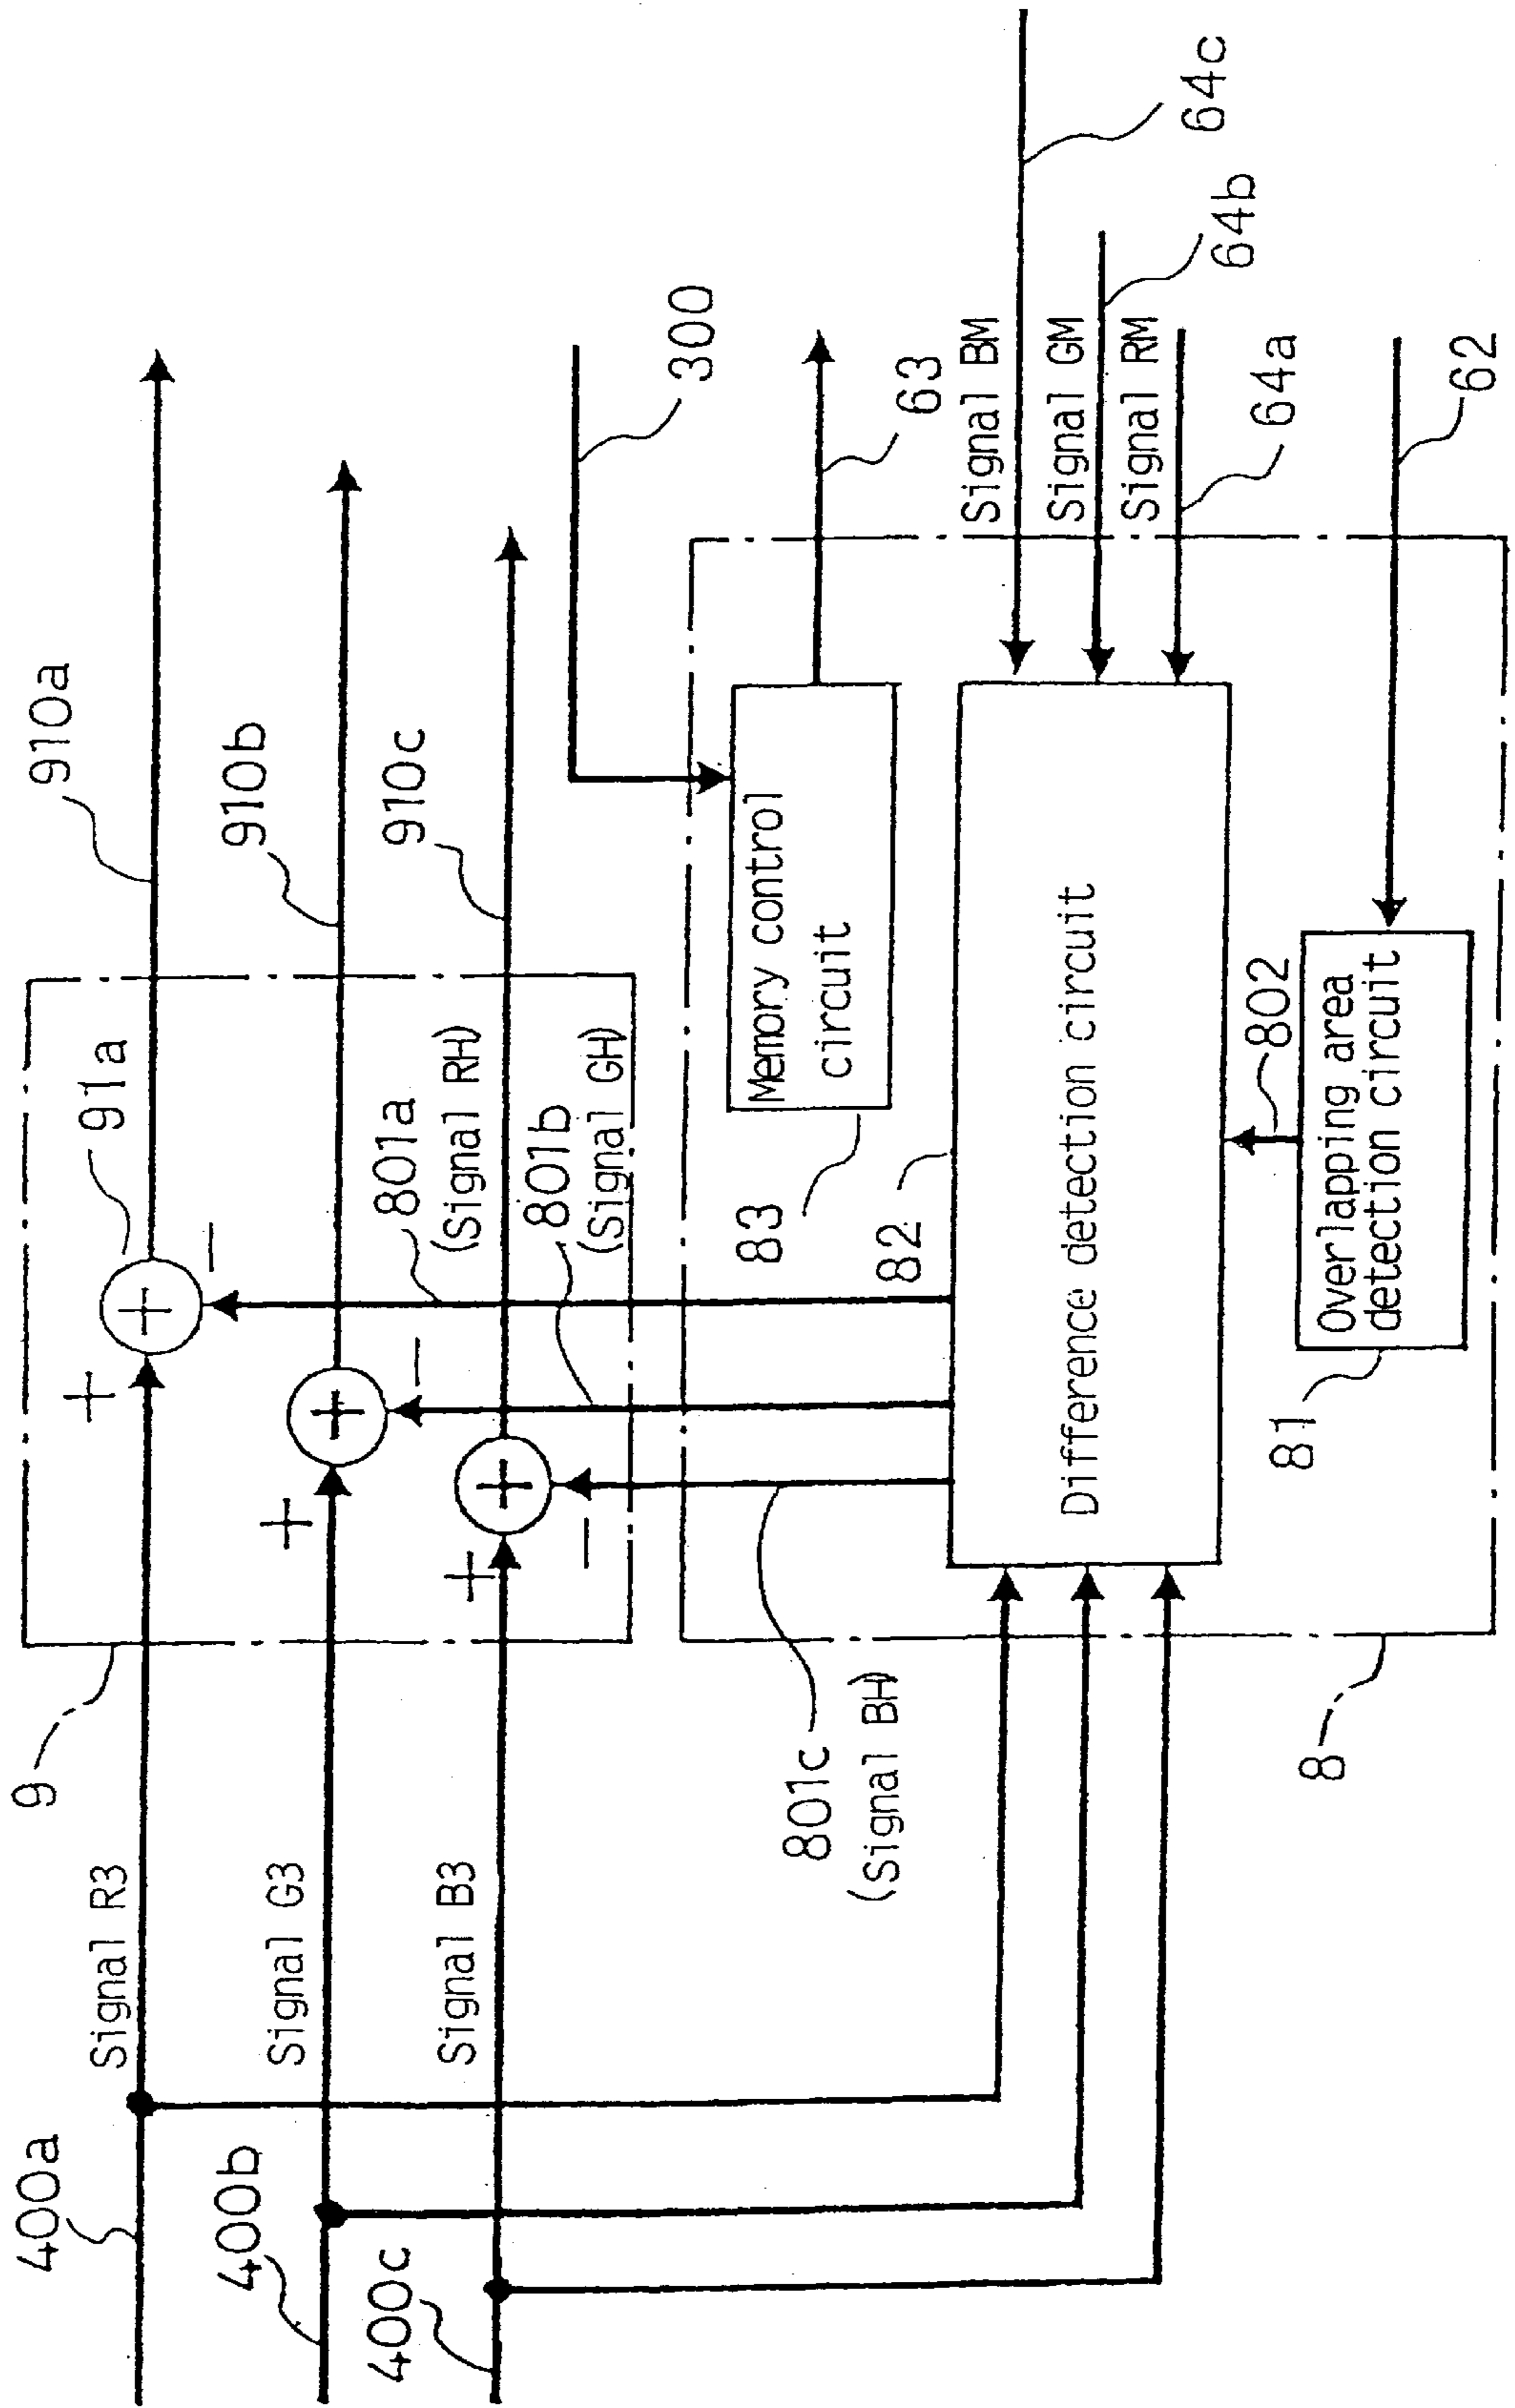 400a
Signal R3
9
+
91a
−
910a
400b
Signal G3
+
−
910b
400c
Signal B3
+
−
910c
801a
(Signal RH)
801b
(Signal GH)
801c
(Signal BH)
300
63
Memory control
circuit
83
82
Difference detection circuit
Signal BM
64c
Signal GM
64b
Signal RM
64a
802
Overlapping area
detection circuit
81
62
8